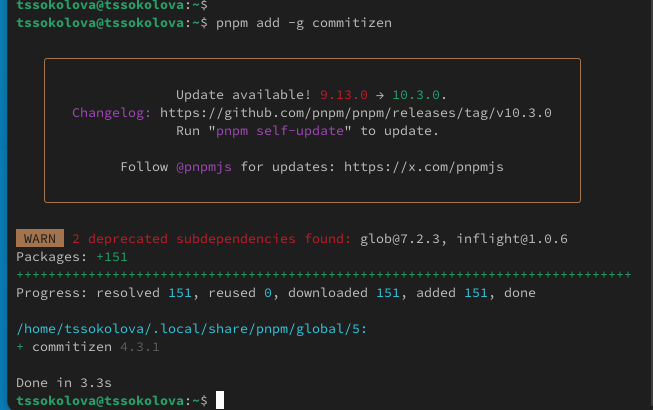 tssokolova@tssokolova:~$
tssokolova@tssokolova:~$ pnpm add -g commitizen
Update available! 9.13.0 → 10.3.0.
Changelog: https://github.com/pnpm/pnpm/releases/tag/v10.3.0
Run "pnpm self-update" to update.
Follow @pnpmjs for updates: https://x.com/pnpmjs
WARN 2 deprecated subdependencies found: glob@7.2.3, inflight@1.0.6
Packages: +151
+++++++++++++++++++++++++++++++++++++++++++++++++++++++++++++++++++++++++++++
Progress: resolved 151, reused 0, downloaded 151, added 151, done
/home/tssokolova/.local/share/pnpm/global/5:
+ commitizen 4.3.1
Done in 3.3s
tssokolova@tssokolova:~$